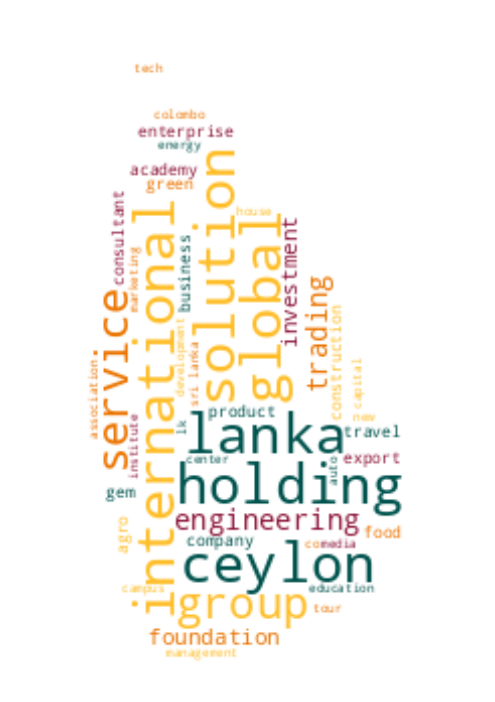 tech
colombo
enterprise
energy
academy
green
solution
consultant
international
house
global
investment
business
marketing
trading
service
construction
development
sri lanka
association
capital
product
new
lanka
institute
lk
travel
center
auto
export
holding
gem
engineering
agro
food
company
co
media
ceylon
campus
education
group
tour
foundation
management